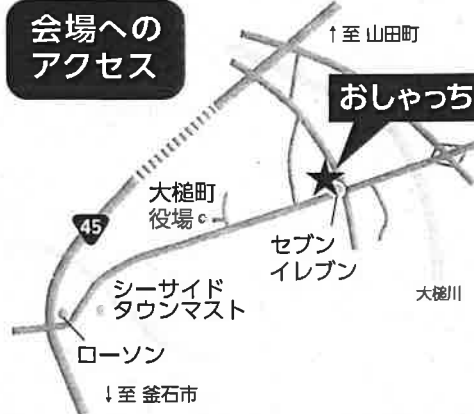 会場への
アクセス
↑至 山田町
おしゃっち
大槌町
役場
45
セブン
イレブン
大槌川
シーサイド
タウンマスト
ローソン
↓至 釜石市